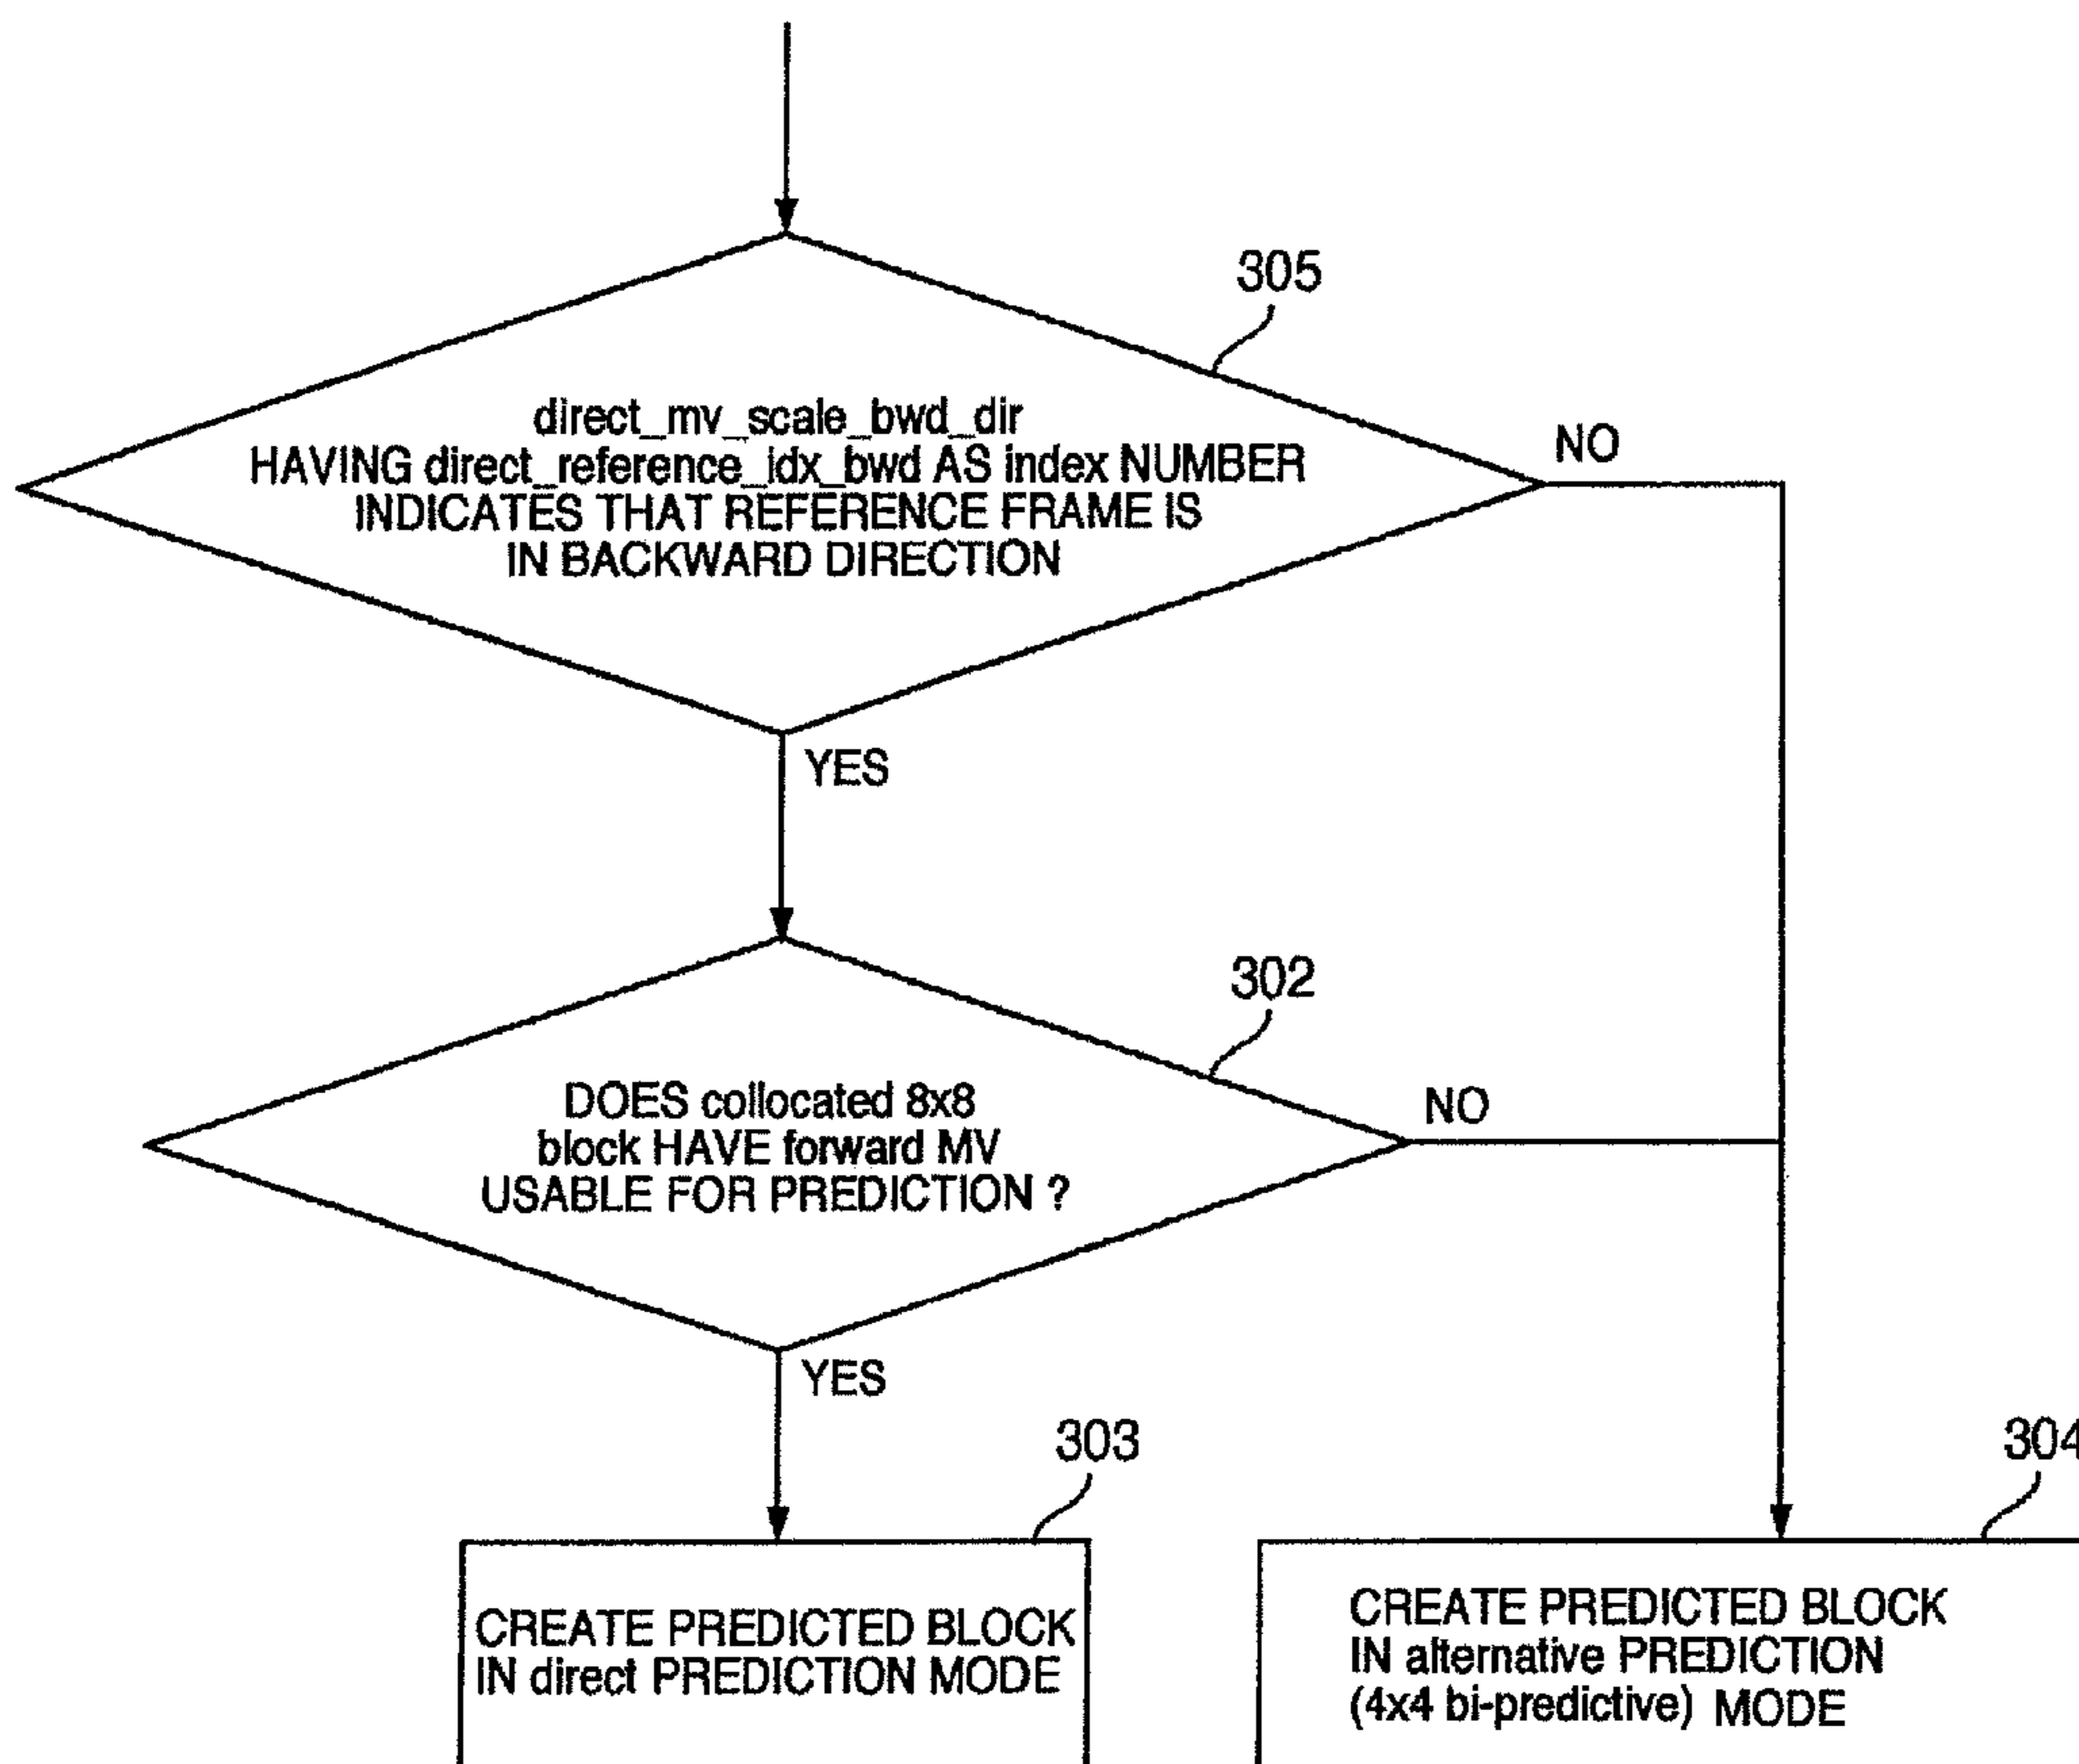 305
direct_mv_scale_bwd_dir
HAVING direct_reference_idx_bwd AS index NUMBER
INDICATES THAT REFERENCE FRAME IS
IN BACKWARD DIRECTION
NO
YES
302
DOES collocated 8x8
block HAVE forward MV
USABLE FOR PREDICTION ?
NO
YES
303
304
CREATE PREDICTED BLOCK
IN direct PREDICTION MODE
CREATE PREDICTED BLOCK
IN alternative PREDICTION
(4x4 bi-predictive) MODE